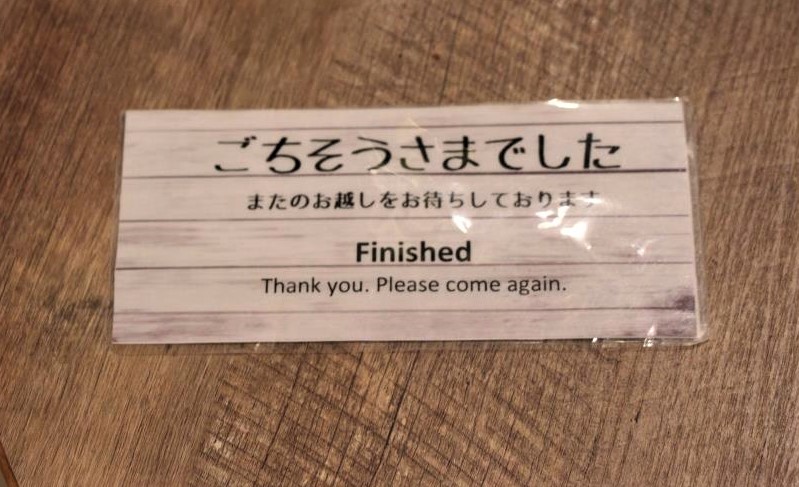 ごちそうさまでした
またのお越しをお待ちしております
Finished
Thank you. Please come again.